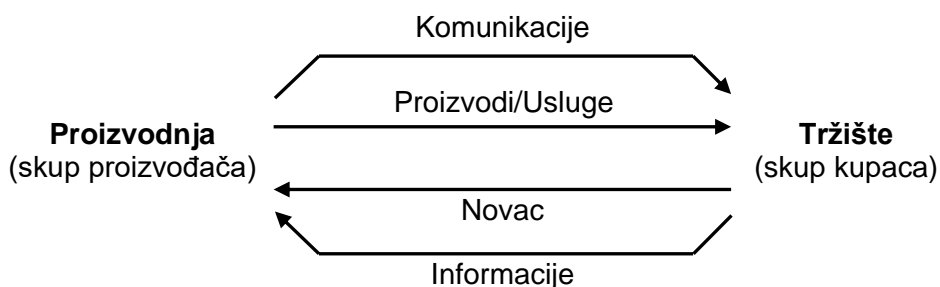 Komunikacije
Proizvodi/Usluge
Proizvodnja
(skup proizvođača)
Tržište
(skup kupaca)
Novac
Informacije